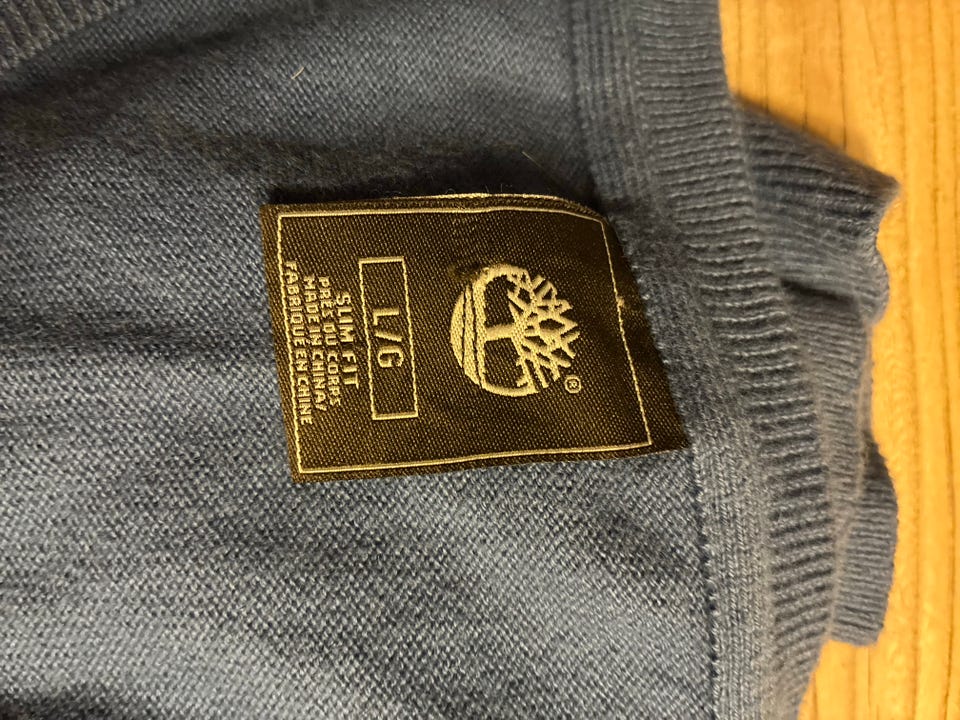 ®
L/G
SLIM FIT
PRÈS DU CORPS
MADE IN CHINA/
FABRIQUÉ EN CHINE